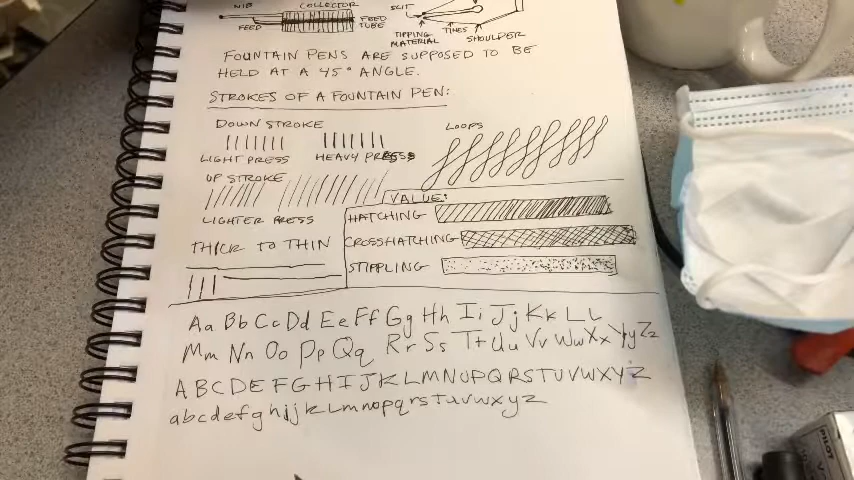 NIB
COLLECTOR
FEED
FEED
TUBE
SLIT
TIPPING
MATERIAL
TINES
SHOULDER
FOUNTAIN PENS ARE SUPPOSED TO BE
HELD AT A 45° ANGLE.
STROKES OF A FOUNTAIN PEN:
DOWN STROKE
LIGHT PRESS
HEAVY PRESS
LOOPS
UP STROKE
LIGHTER PRESS
VALUE:
HATCHING
CROSSHATCHING
STIPPLING
THICK TO THIN
Aa Bb Cc Dd Ee Ff Gg Hh Ii Jj Kk Ll
Mm Nn Oo Pp Qq Rr Ss Tt Uu Vv Ww Xx Yy Zz
A B C D E F G H I J K L M N O P Q R S T U V W X Y Z
a b c d e f g h i j k l m n o p q r s t u v w x y z
PILOT